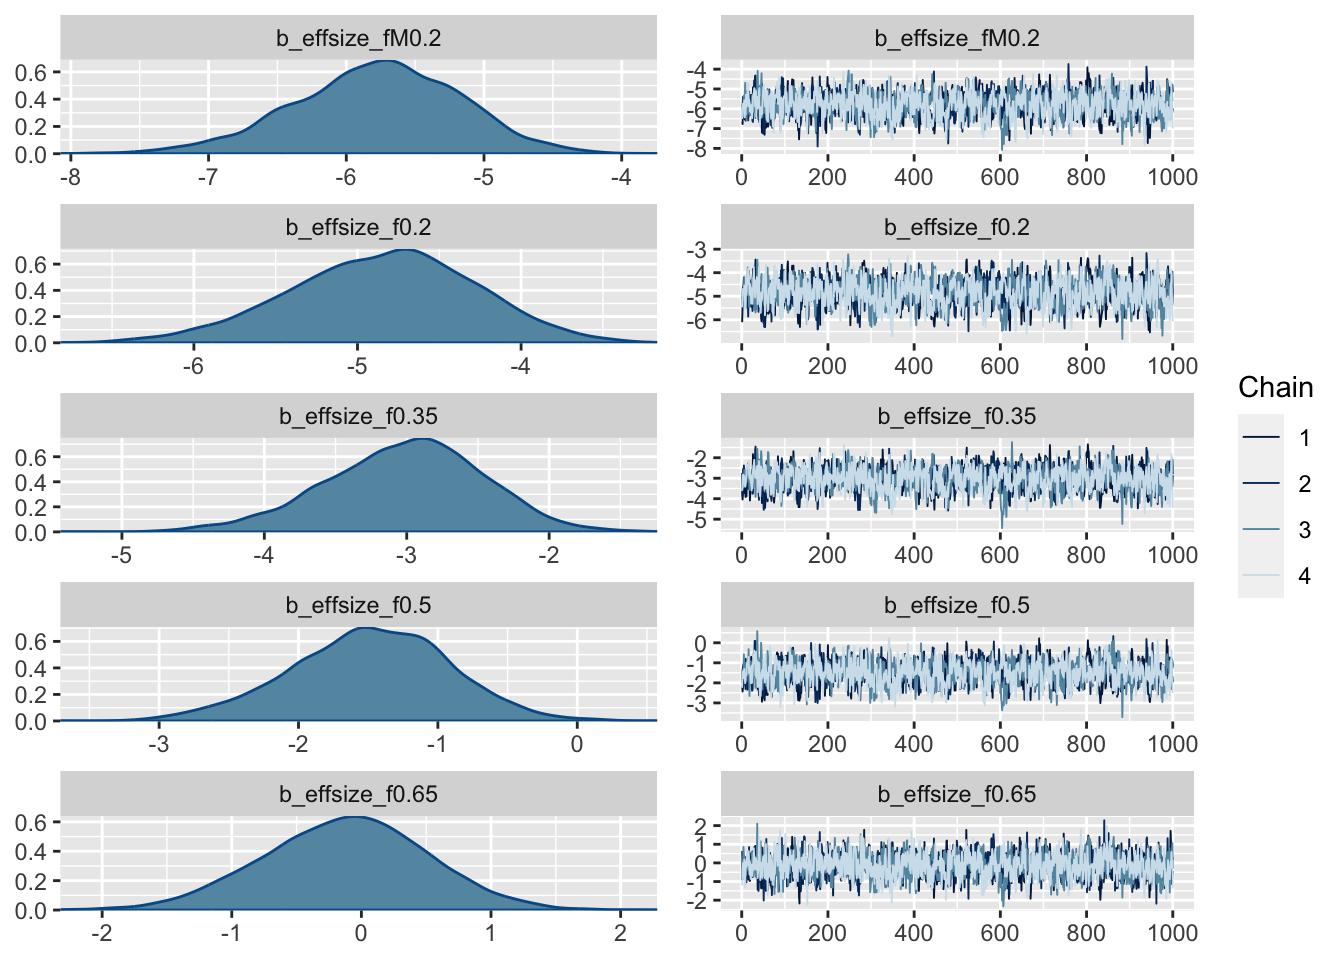 b_effsize_fM0.2
0.6
0.4
0.2
0.0
-8 -7 -6 -5 -4
b_effsize_fM0.2
-4
-5
-6
-7
-8
0 200 400 600 800 1000
b_effsize_f0.2
0.6
0.4
0.2
0.0
-6 -5 -4
b_effsize_f0.2
-3
-4
-5
-6
0 200 400 600 800 1000
b_effsize_f0.35
0.6
0.4
0.2
0.0
-5 -4 -3 -2
b_effsize_f0.35
-2
-3
-4
-5
0 200 400 600 800 1000
b_effsize_f0.5
0.6
0.4
0.2
0.0
-3 -2 -1 0
b_effsize_f0.5
0
-1
-2
-3
0 200 400 600 800 1000
b_effsize_f0.65
0.6
0.4
0.2
0.0
-2 -1 0 1 2
b_effsize_f0.65
2
1
0
-1
-2
0 200 400 600 800 1000
Chain
1
2
3
4